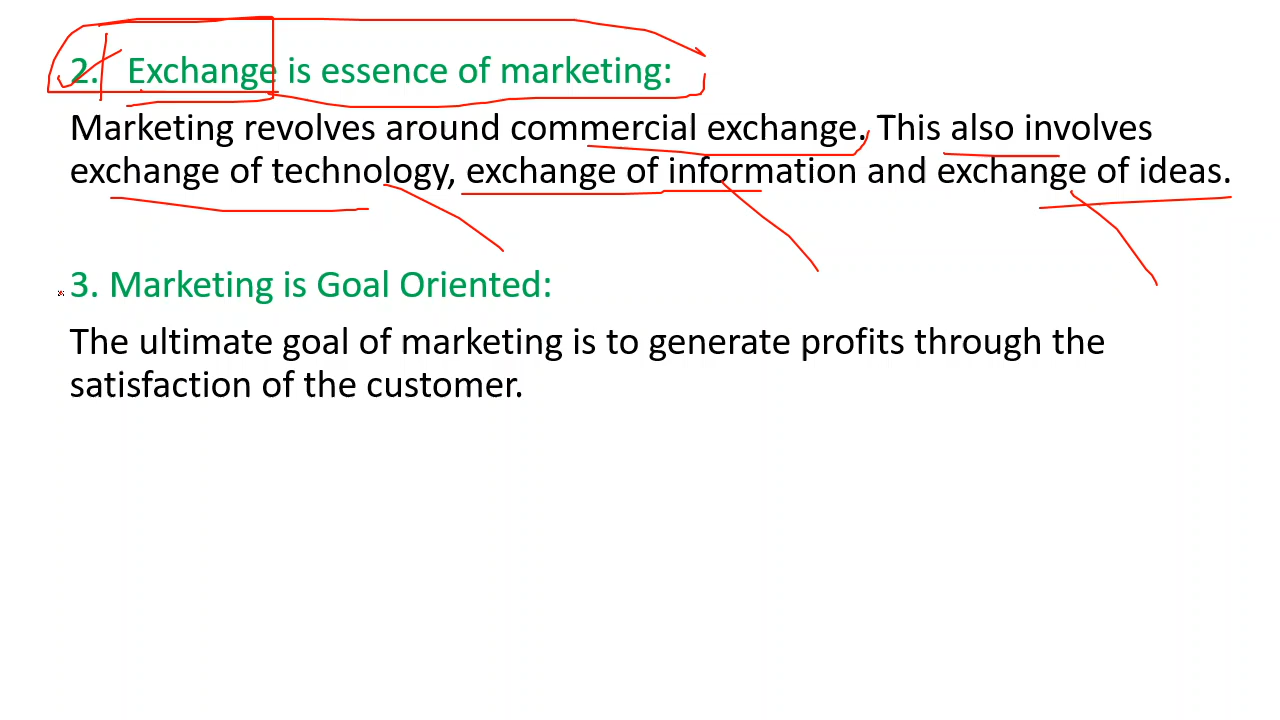 2. Exchange is essence of marketing:
Marketing revolves around commercial exchange. This also involves
exchange of technology, exchange of information and exchange of ideas.
3. Marketing is Goal Oriented:
The ultimate goal of marketing is to generate profits through the
satisfaction of the customer.